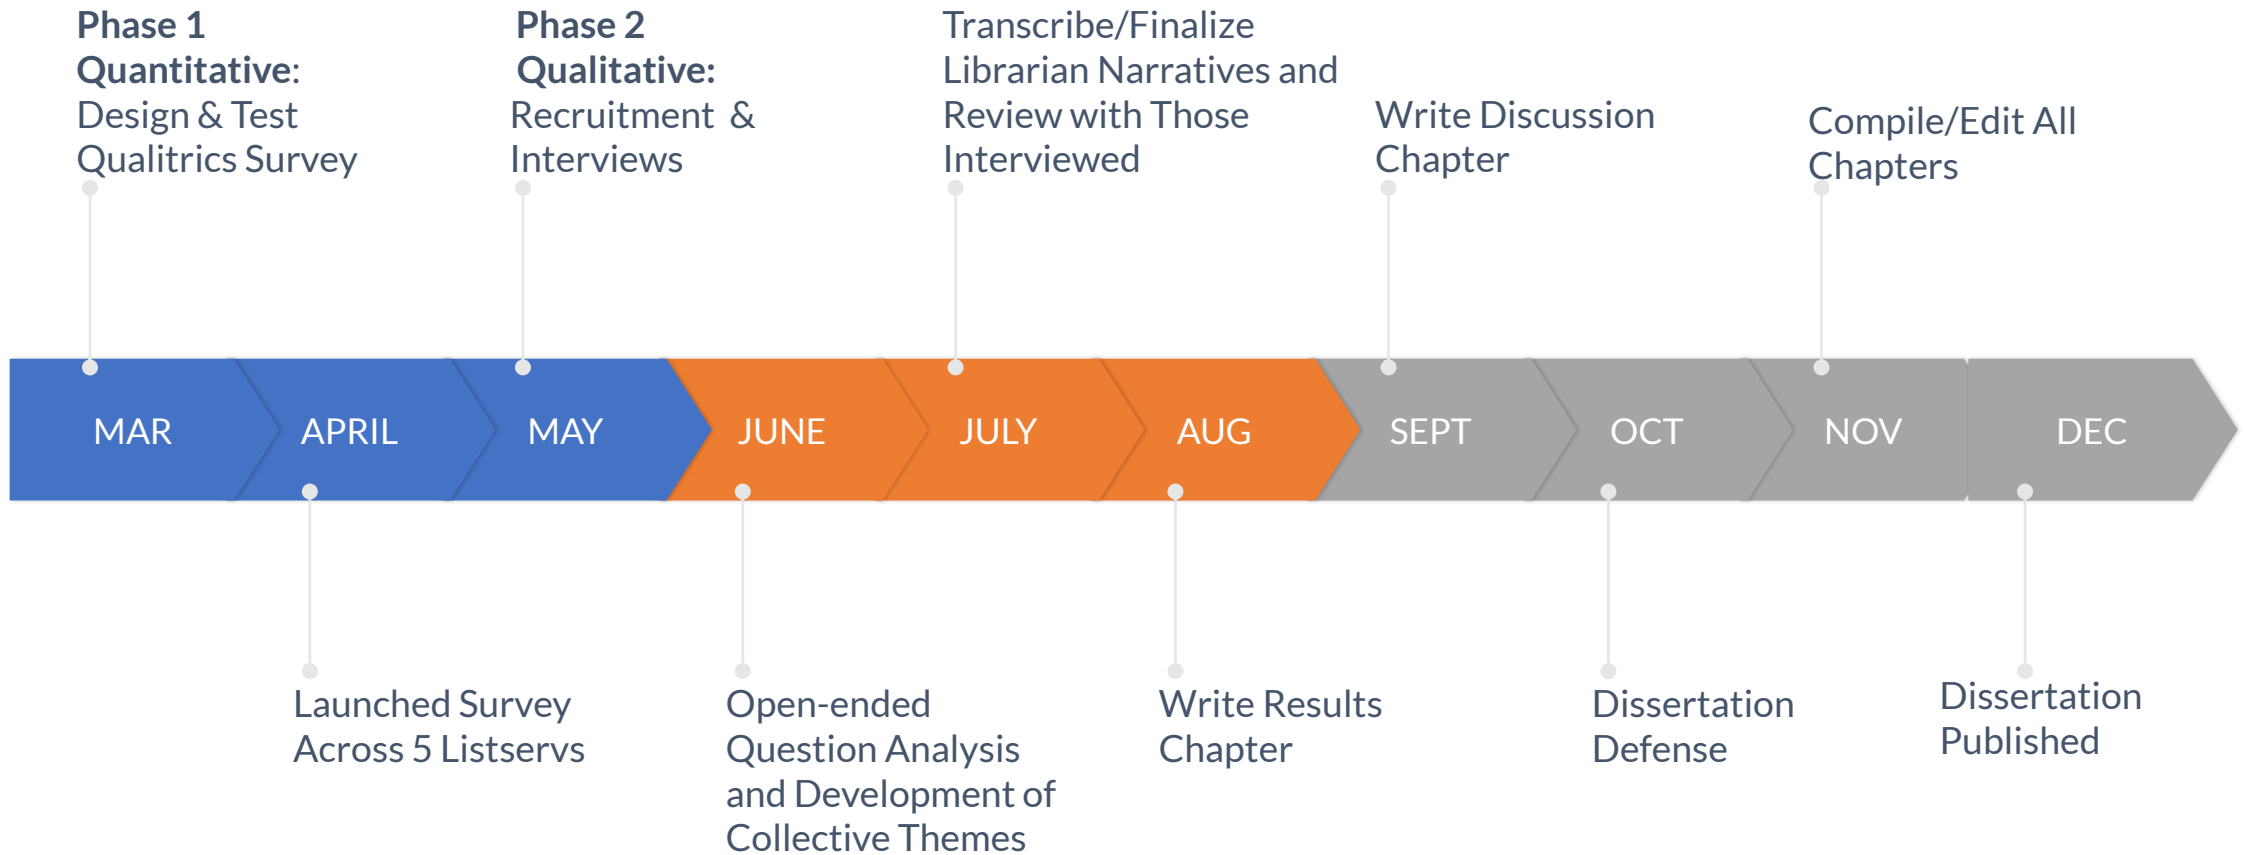 Phase 1
Quantitative:
Design & Test
Qualitrics Survey
Phase 2
Qualitative:
Recruitment &
Interviews
Transcribe/Finalize
Librarian Narratives and
Review with Those
Interviewed
Write Discussion
Chapter
Compile/Edit All
Chapters
MAR
APRIL
MAY
JUNE
JULY
AUG
SEPT
OCT
NOV
DEC
Launched Survey
Across 5 Listservs
Open-ended
Question Analysis
and Development of
Collective Themes
Write Results
Chapter
Dissertation
Defense
Dissertation
Published